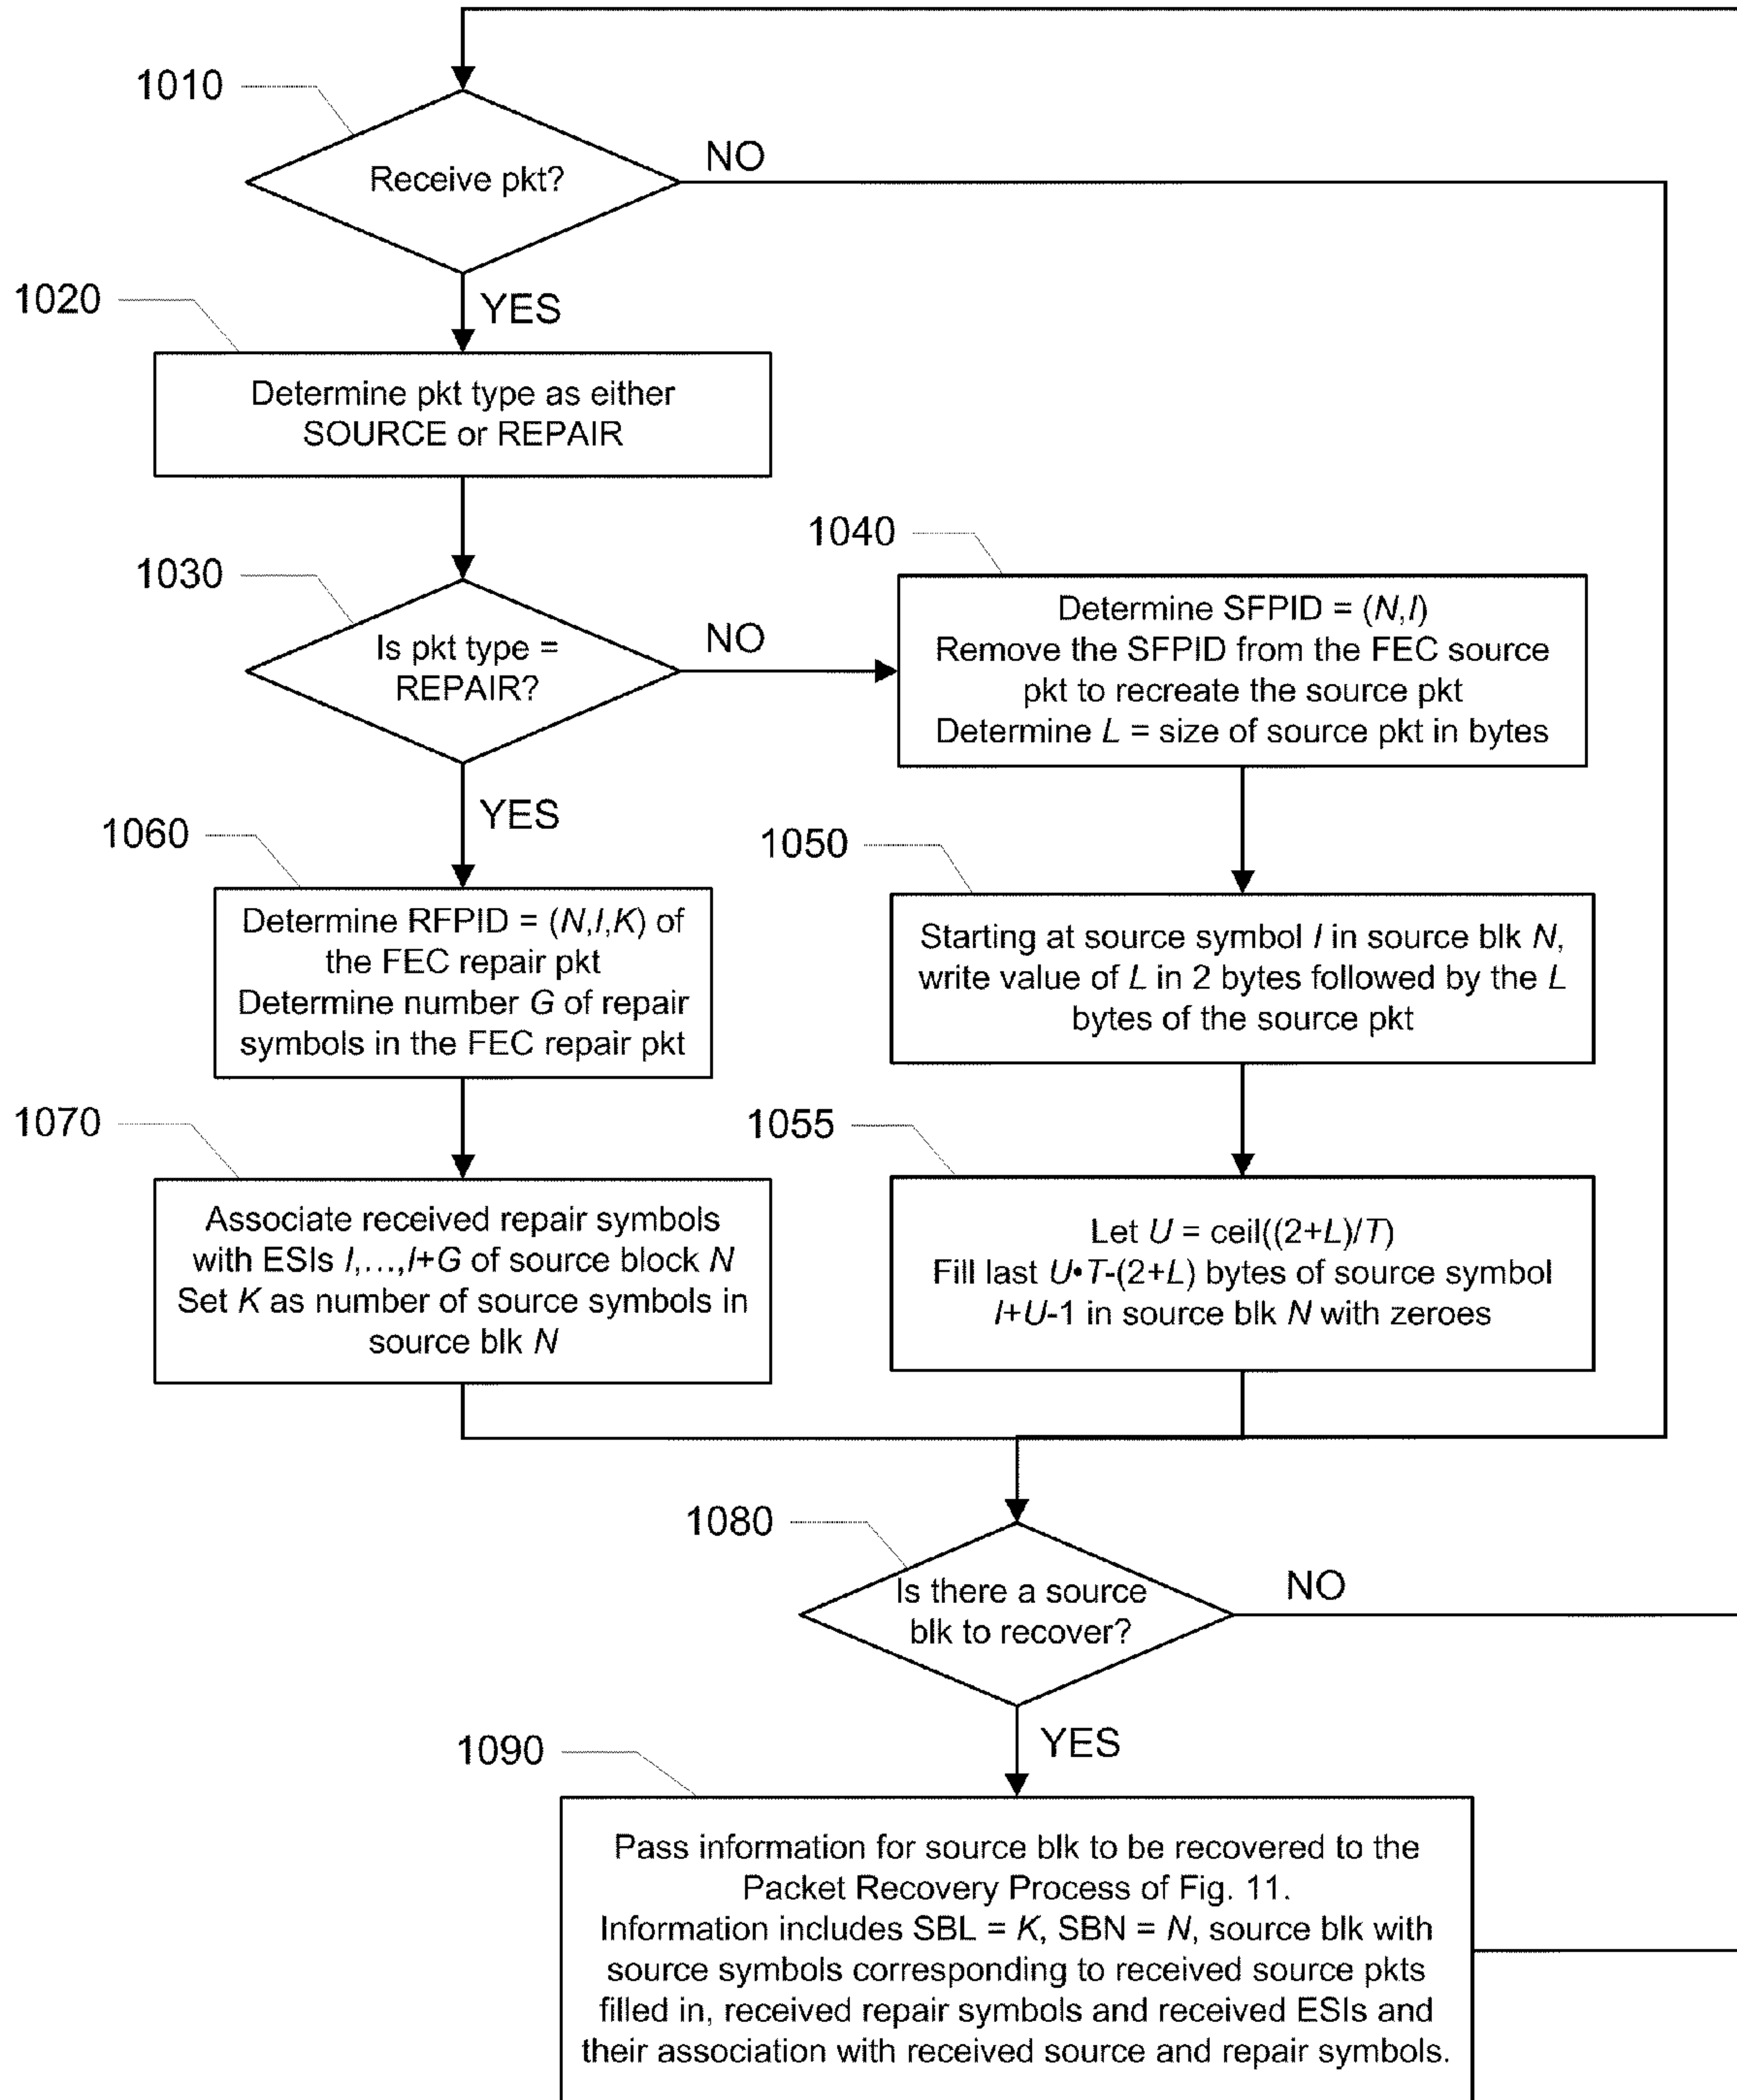 1010
Receive pkt?
NO
YES
1020
Determine pkt type as either
SOURCE or REPAIR
1030
Is pkt type =
REPAIR?
NO
YES
1040
Determine SFPID = (N,I)
Remove the SFPID from the FEC source
pkt to recreate the source pkt
Determine L = size of source pkt in bytes
1060
Determine RFPID = (N,I,K) of
the FEC repair pkt
Determine number G of repair
symbols in the FEC repair pkt
1050
Starting at source symbol I in source blk N,
write value of L in 2 bytes followed by the L
bytes of the source pkt
1070
Associate received repair symbols
with ESIs I,...,I+G of source block N
Set K as number of source symbols in
source blk N
1055
Let U = ceil((2+L)/T)
Fill last U•T-(2+L) bytes of source symbol
I+U-1 in source blk N with zeroes
1080
Is there a source
blk to recover?
NO
YES
1090
Pass information for source blk to be recovered to the
Packet Recovery Process of Fig. 11.
Information includes SBL = K, SBN = N, source blk with
source symbols corresponding to received source pkts
filled in, received repair symbols and received ESIs and
their association with received source and repair symbols.